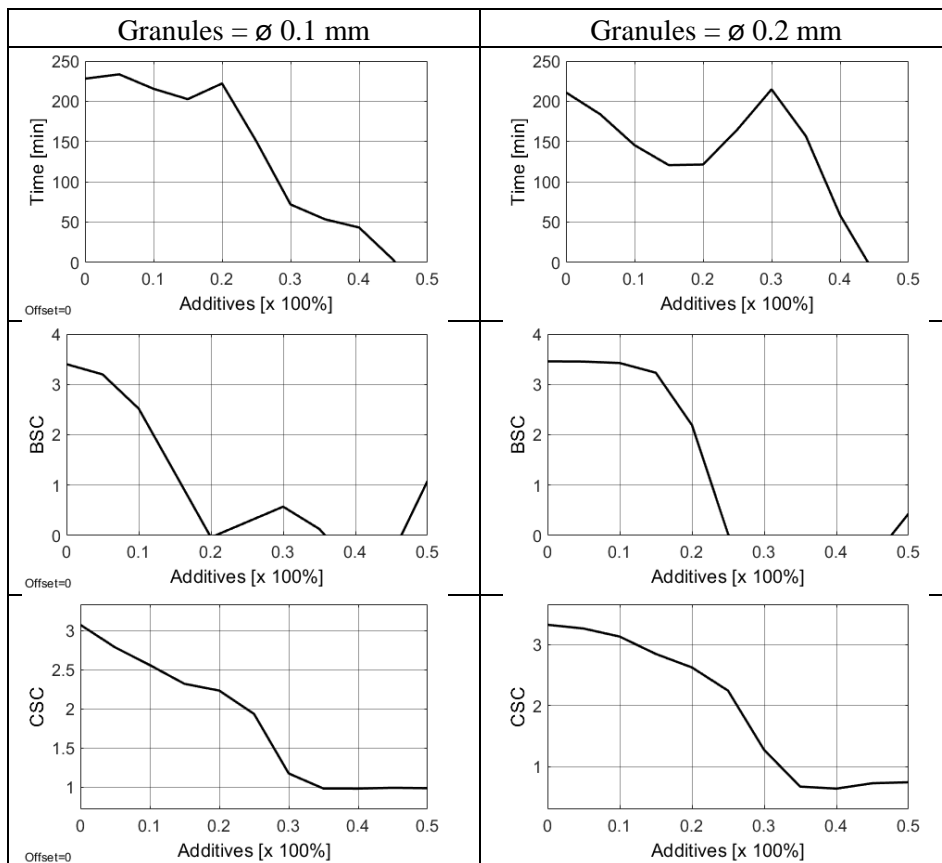 Granules = ø 0.1 mm
Granules = ø 0.2 mm
250
200
150
100
50
0
Time [min]
0 0.1 0.2 0.3 0.4 0.5
Additives [x 100%]
Offset=0
250
200
150
100
50
0
Time [min]
0 0.1 0.2 0.3 0.4 0.5
Additives [x 100%]
4
3
2
1
0
BSC
0 0.1 0.2 0.3 0.4 0.5
Additives [x 100%]
Offset=0
4
3
2
1
0
BSC
0 0.1 0.2 0.3 0.4 0.5
Additives [x 100%]
3
2.5
2
1.5
1
CSC
0 0.1 0.2 0.3 0.4 0.5
Additives [x 100%]
Offset=0
3
2
1
CSC
0 0.1 0.2 0.3 0.4 0.5
Additives [x 100%]